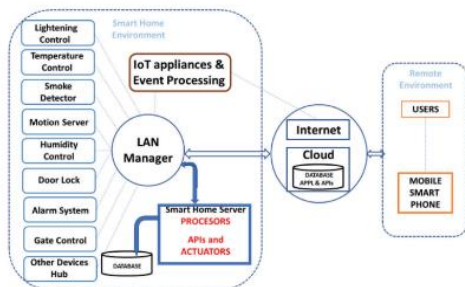 Smart Home
Environment
Lightening
Control
Temperature
Control
Smoke
Detector
Motion Server
Humidity
Control
Door Lock
Alarm System
Gate Control
Other Devices
Hub
IoT appliances &
Event Processing
LAN
Manager
Smart Home Server
PROCESORS
APIs and
ACTUATORS
DATABASE
Internet
Cloud
DATABASE
APPL & APIs
Remote
Environment
USERS
MOBILE
SMART
PHONE